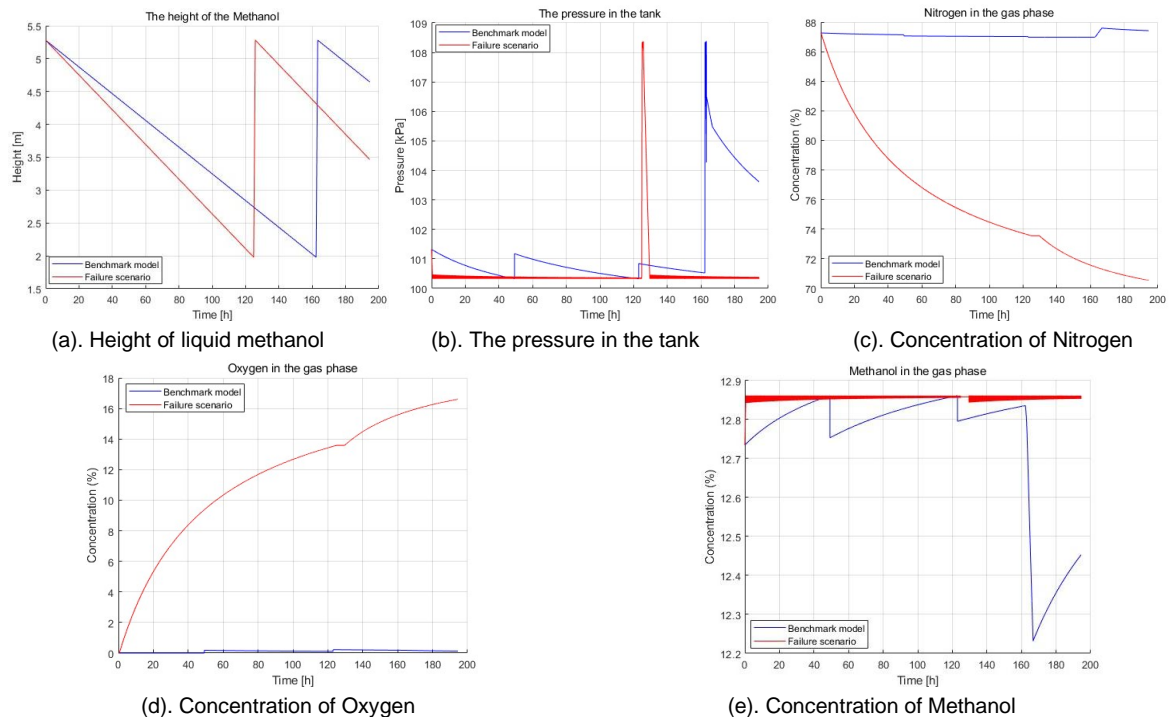 The height of the Methanol
5.5
5
4.5
4
3.5
3
2.5
2
1.5
Height [m]
Benchmark model
Failure scenario
0 20 40 60 80 100 120 140 160 180 200
Time [h]
(a). Height of liquid methanol
The pressure in the tank
109
108
107
106
105
104
103
102
101
100
Pressure [kPa]
Benchmark model
Failure scenario
0 20 40 60 80 100 120 140 160 180 200
Time [h]
(b). The pressure in the tank
Nitrogen in the gas phase
88
86
84
82
80
78
76
74
72
70
Concentration (%)
Benchmark model
Failure scenario
0 20 40 60 80 100 120 140 160 180 200
Time [h]
(c). Concentration of Nitrogen
Oxygen in the gas phase
18
16
14
12
10
8
6
4
2
0
Concentration (%)
Benchmark model
Failure scenario
0 20 40 60 80 100 120 140 160 180 200
Time [h]
(d). Concentration of Oxygen
Methanol in the gas phase
12.9
12.8
12.7
12.6
12.5
12.4
12.3
12.2
Concentration (%)
Benchmark model
Failure scenario
0 20 40 60 80 100 120 140 160 180 200
Time [h]
(e). Concentration of Methanol